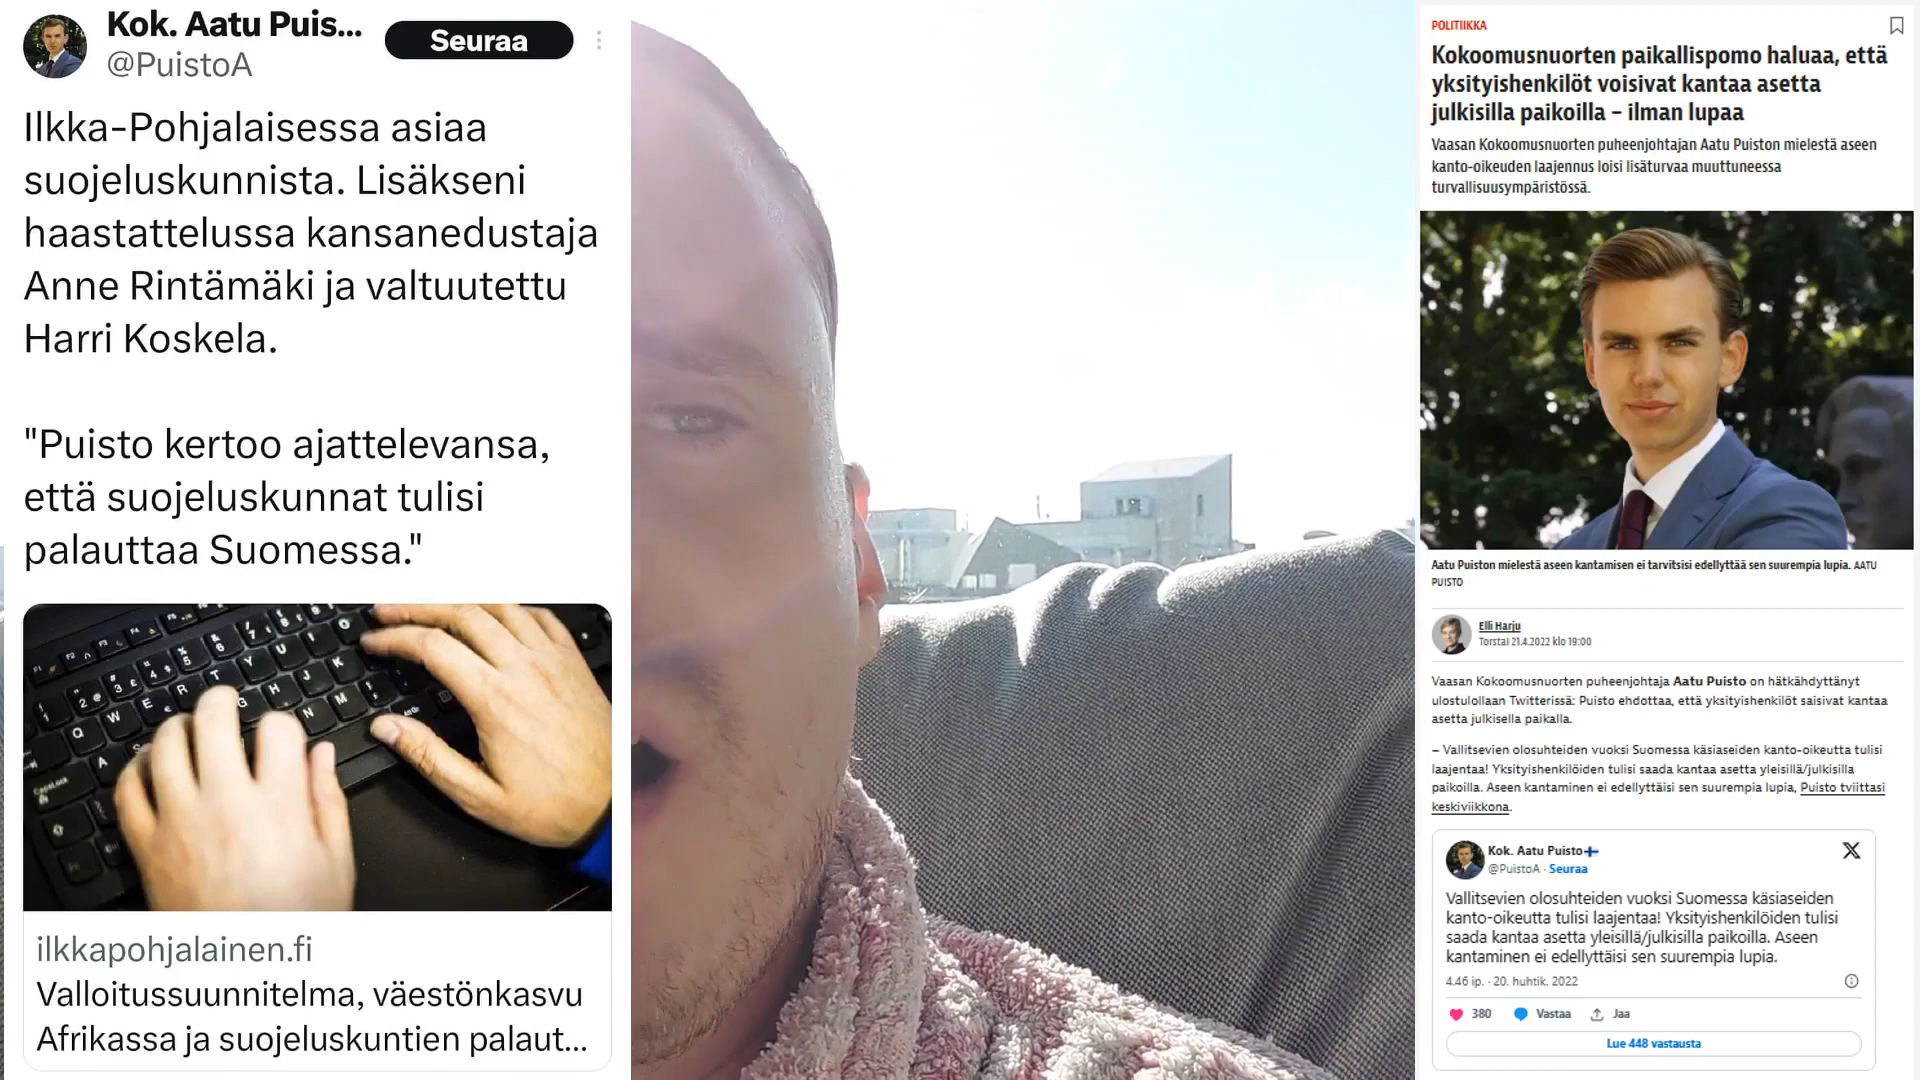 Kok. Aatu Puis...
@PuistoA
Seuraa
Ilkka-Pohjalaisessa asiaa
suojeluskunnista. Lisäkseni
haastattelussa kansanedustaja
Anne Rintämäki ja valtuutettu
Harri Koskela.
"Puisto kertoo ajattelevansa,
että suojeluskunnat tulisi
palauttaa Suomessa."
ilkkapohjalainen.fi
Valloitussuunnitelma, väestönkasvu
Afrikassa ja suojeluskuntien palaut...
POLITIIKKA
Kokoomusnuorten paikallispomo haluaa, että
yksityishenkilöt voisivat kantaa asetta
julkisilla paikoilla – ilman lupaa
Vaasan Kokoomusnuorten puheenjohtajan Aatu Puiston mielestä aseen
kanto-oikeuden laajennus loisi lisäturvaa muuttuneessa
turvallisuusympäristössä.
Aatu Puiston mielestä aseen kantamisen ei tarvitsisi edellyttää sen suurempia lupia. AATU
PUISTO
Elli Harju
Torstai 21.4.2022 klo 19:00
Vaasan Kokoomusnuorten puheenjohtaja Aatu Puisto on hätkähdyttänyt
ulostulollaan Twitterissä: Puisto ehdottaa, että yksityishenkilöt saisivat kantaa
asetta julkisella paikalla.
– Vallitsevien olosuhteiden vuoksi Suomessa käsiaseiden kanto-oikeutta tulisi
laajentaa! Yksityishenkilöiden tulisi saada kantaa asetta yleisillä/julkisilla
paikoilla. Aseen kantaminen ei edellyttäisi sen suurempia lupia, Puisto tviittasi
keskiviikkona.
Kok. Aatu Puisto
@PuistoA · Seuraa
Vallitsevien olosuhteiden vuoksi Suomessa käsiaseiden
kanto-oikeutta tulisi laajentaa! Yksityishenkilöiden tulisi
saada kantaa asetta yleisillä/julkisilla paikoilla. Aseen
kantaminen ei edellyttäisi sen suurempia lupia.
4.46 ip. · 20. huhtik. 2022
380 Vastaa Jaa
Lue 448 vastausta